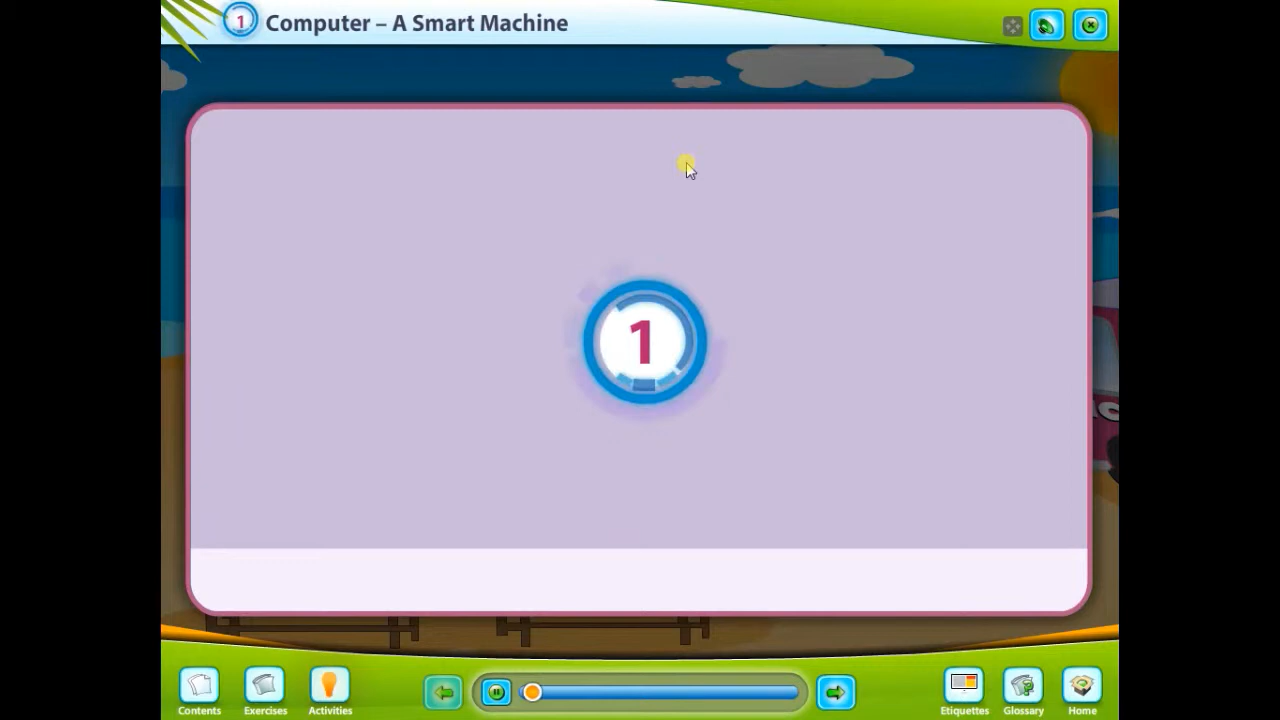 1 Computer – A Smart Machine
1
Contents Exercises Activities Etiquettes Glossary Home